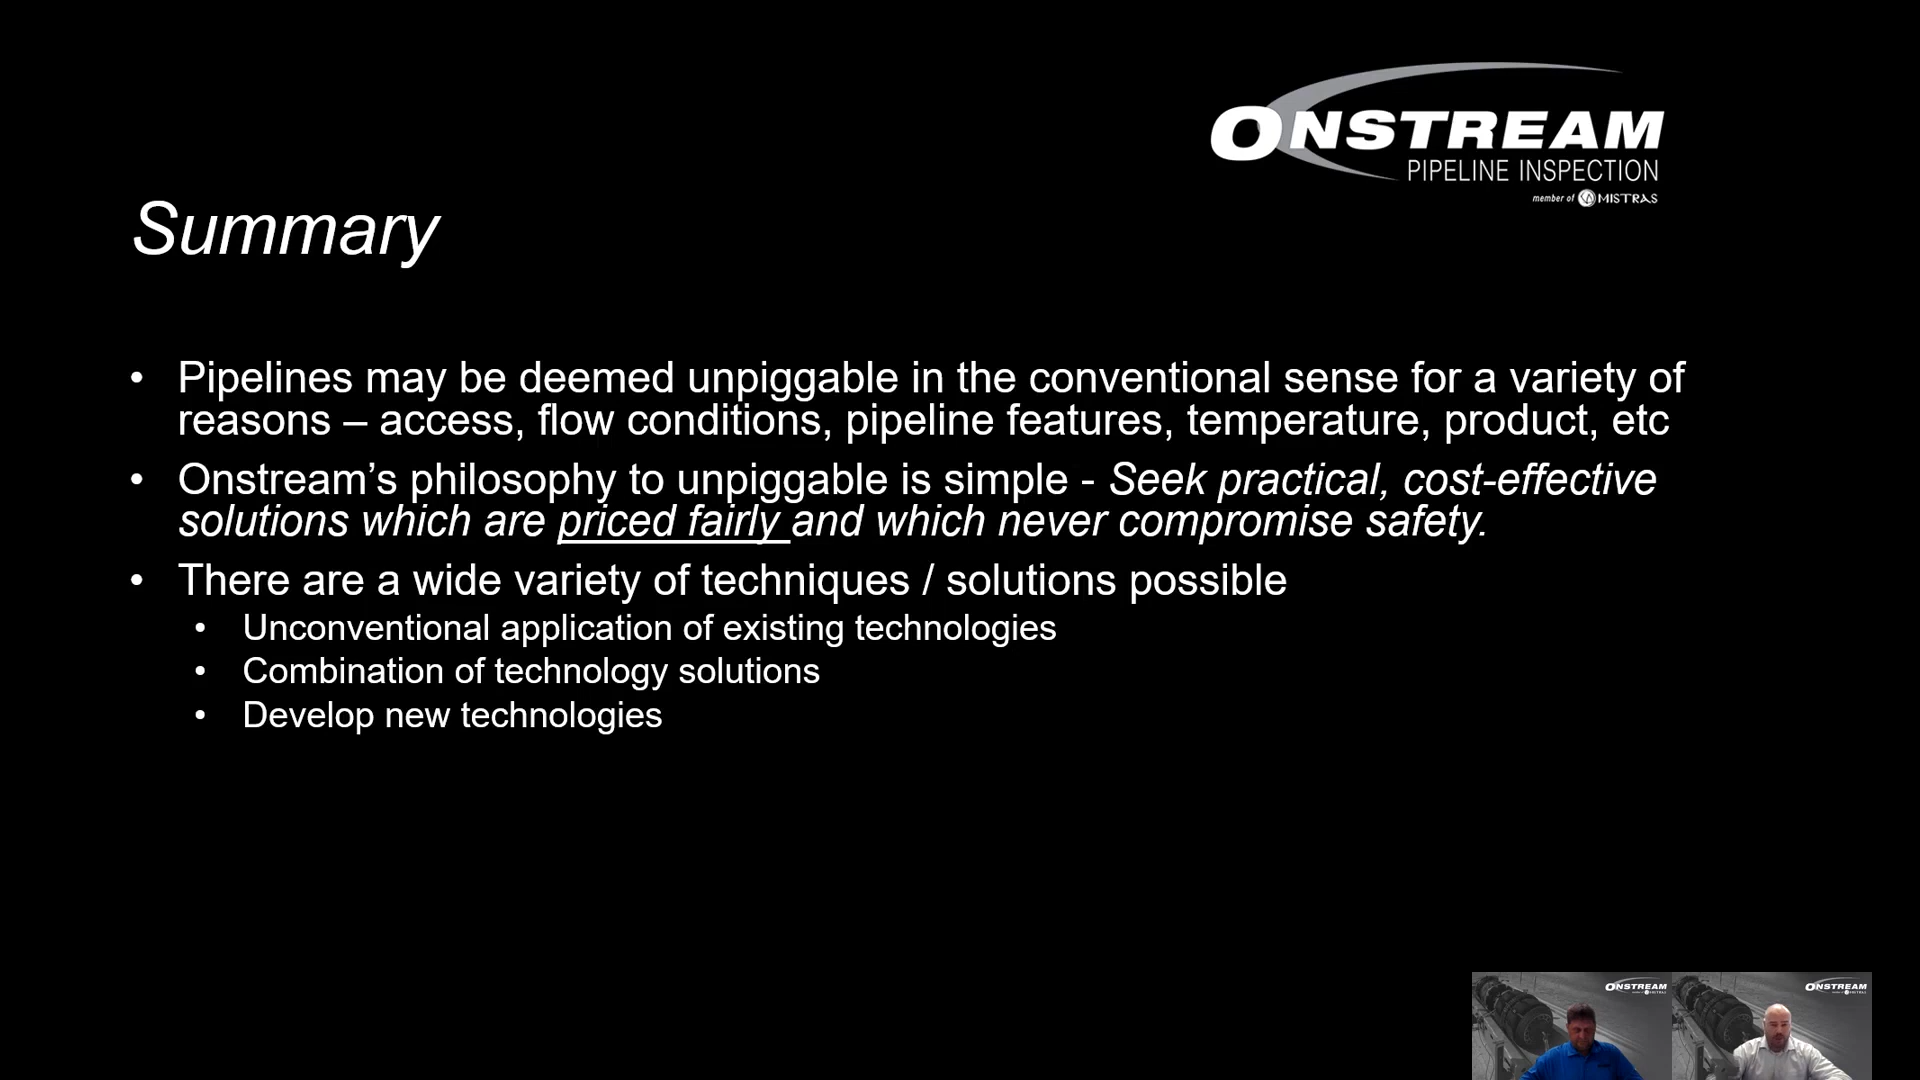 ONSTREAM
PIPELINE INSPECTION
member of MISTRAS
Summary
• Pipelines may be deemed unpiggable in the conventional sense for a variety of
reasons – access, flow conditions, pipeline features, temperature, product, etc
• Onstream’s philosophy to unpiggable is simple - Seek practical, cost-effective
solutions which are priced fairly and which never compromise safety.
• There are a wide variety of techniques / solutions possible
• Unconventional application of existing technologies
• Combination of technology solutions
• Develop new technologies
ONSTREAM
ONSTREAM